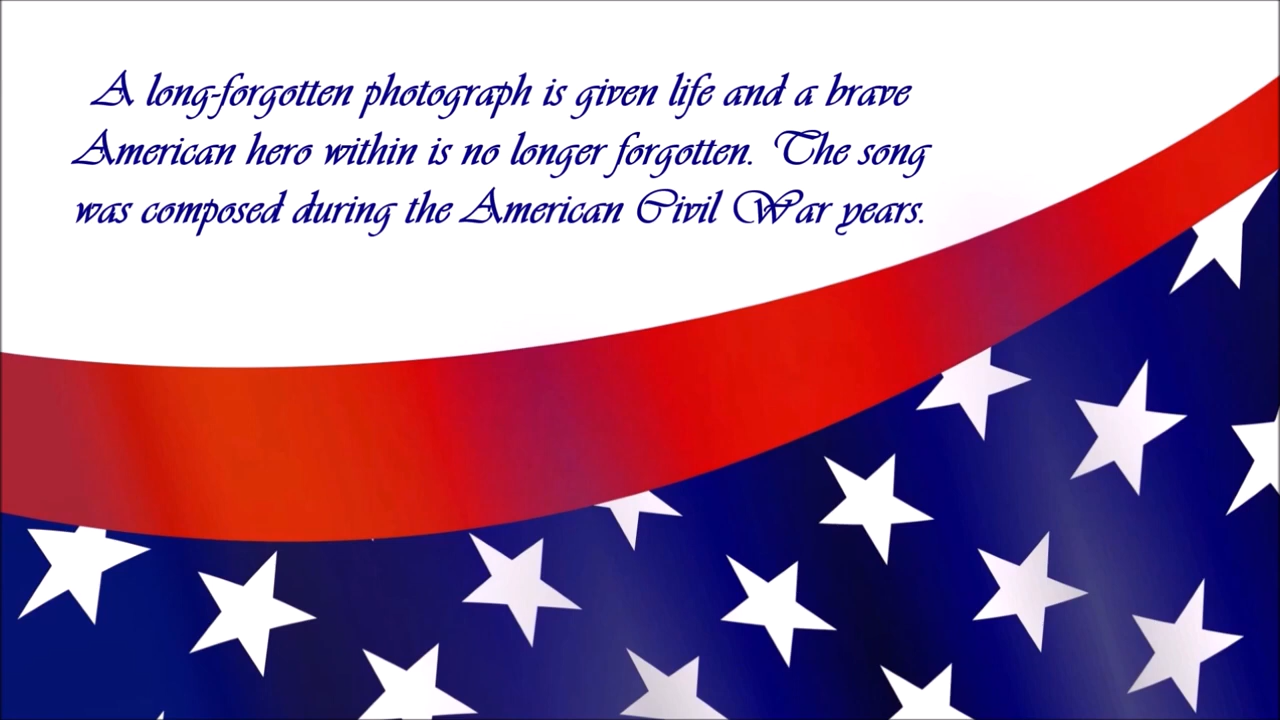 A long-forgotten photograph is given life and a brave
American hero within is no longer forgotten. The song
was composed during the American Civil War years.